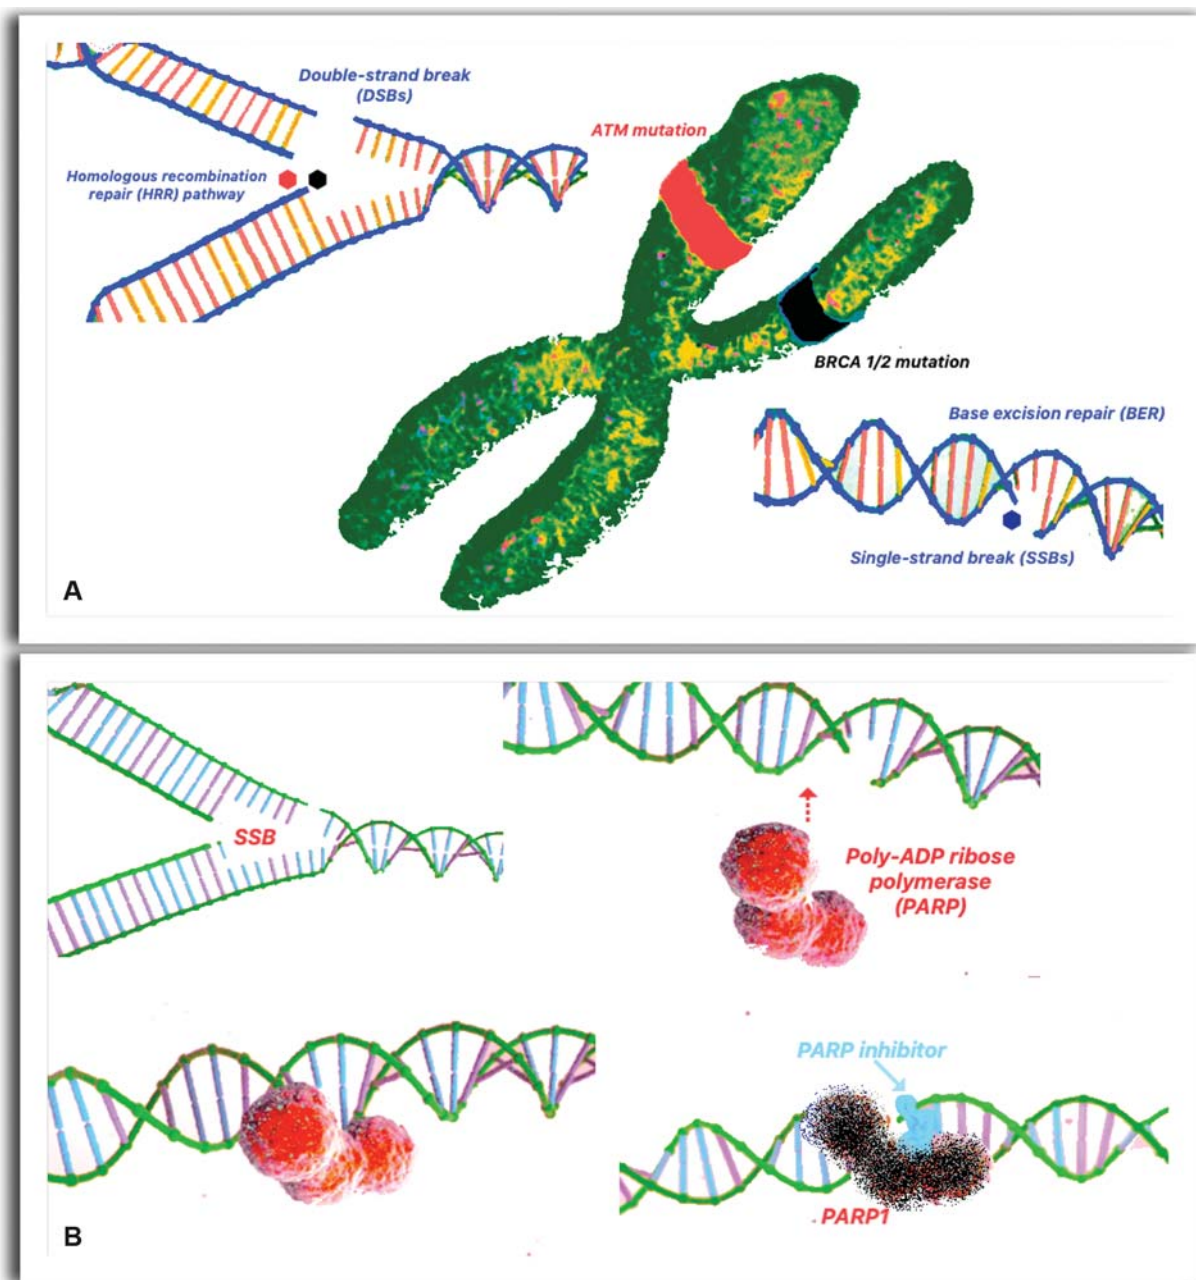 Double-strand break
(DSBs)
ATM mutation
Homologous recombination
repair (HRR) pathway
BRCA 1/2 mutation
Base excision repair (BER)
Single-strand break (SSBs)
A
SSB
Poly-ADP ribose
polymerase
(PARP)
PARP inhibitor
PARP1
B